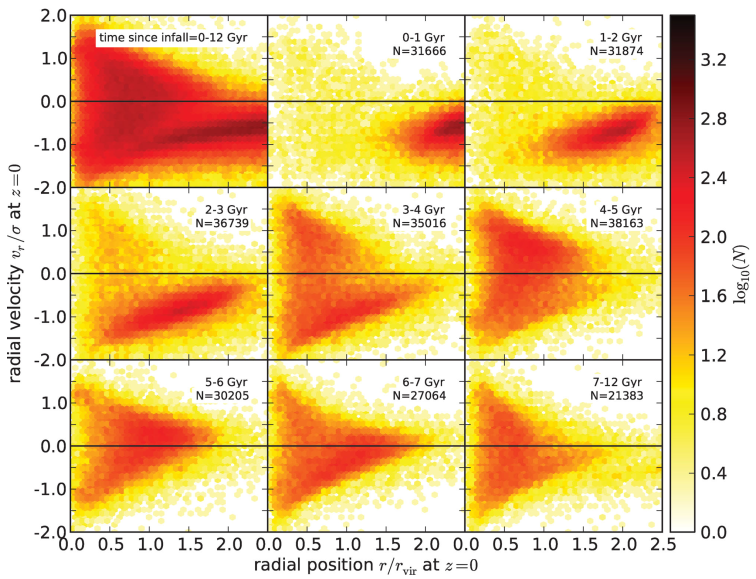 time since infall=0-12 Gyr
0-1 Gyr
N=31666
1-2 Gyr
N=31874
2-3 Gyr
N=36739
3-4 Gyr
N=35016
4-5 Gyr
N=38163
5-6 Gyr
N=30205
6-7 Gyr
N=27064
7-12 Gyr
N=21383
2.0
1.0
0.0
-1.0
-2.0
1.0
0.0
-1.0
-2.0
1.0
0.0
-1.0
-2.0
0.0 0.5 1.0 1.5 2.0 0.0 0.5 1.0 1.5 2.0 0.0 0.5 1.0 1.5 2.0 2.5
radial velocity v_r/σ at z=0
radial position r/r_vir at z=0
3.2
2.8
2.4
2.0
1.6
1.2
0.8
0.4
0.0
log₁₀(N)